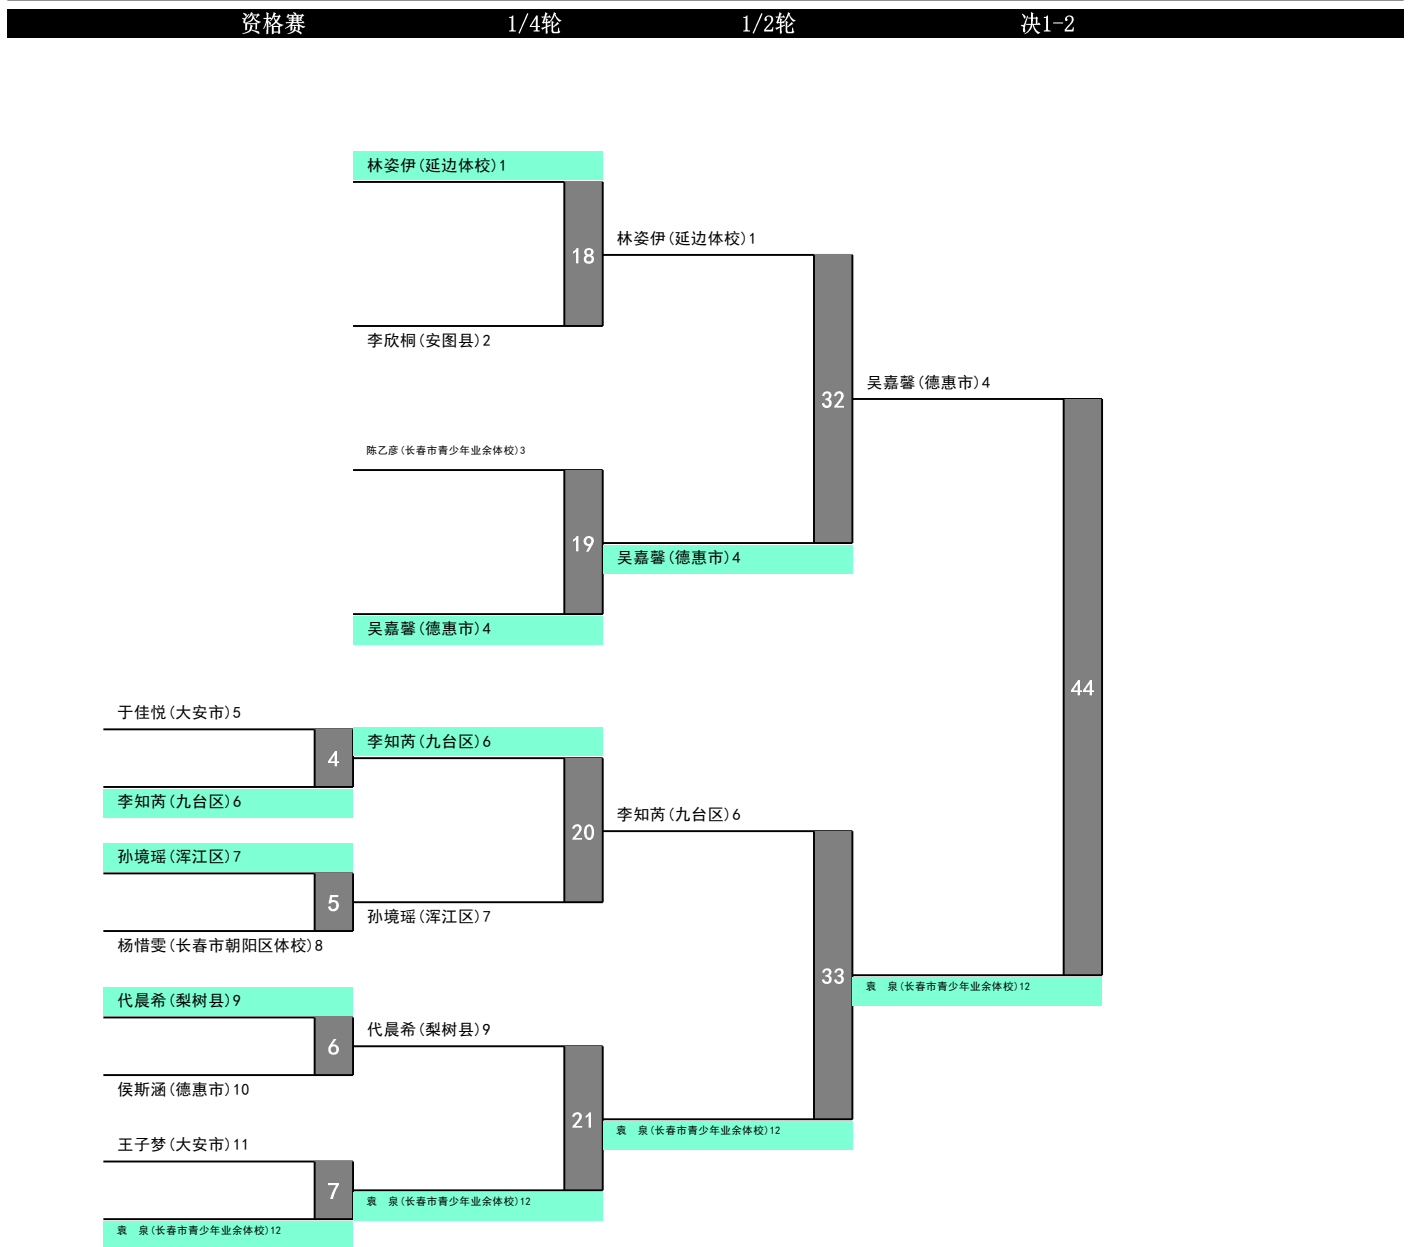 资格赛 1/4轮 1/2轮 决1-2
林姿伊(延边体校)1
林姿伊(延边体校)1
18
李欣桐(安图县)2
吴嘉馨(德惠市)4
32
陈乙彦(长春市青少年业余体校)3
19
吴嘉馨(德惠市)4
吴嘉馨(德惠市)4
44
于佳悦(大安市)5
李知芮(九台区)6
4
李知芮(九台区)6
李知芮(九台区)6
20
孙境瑶(浑江区)7
5
孙境瑶(浑江区)7
杨惜雯(长春市朝阳区体校)8
33
袁 泉(长春市青少年业余体校)12
代晨希(梨树县)9
代晨希(梨树县)9
6
侯斯涵(德惠市)10
21
袁 泉(长春市青少年业余体校)12
王子梦(大安市)11
7
袁 泉(长春市青少年业余体校)12
袁 泉(长春市青少年业余体校)12